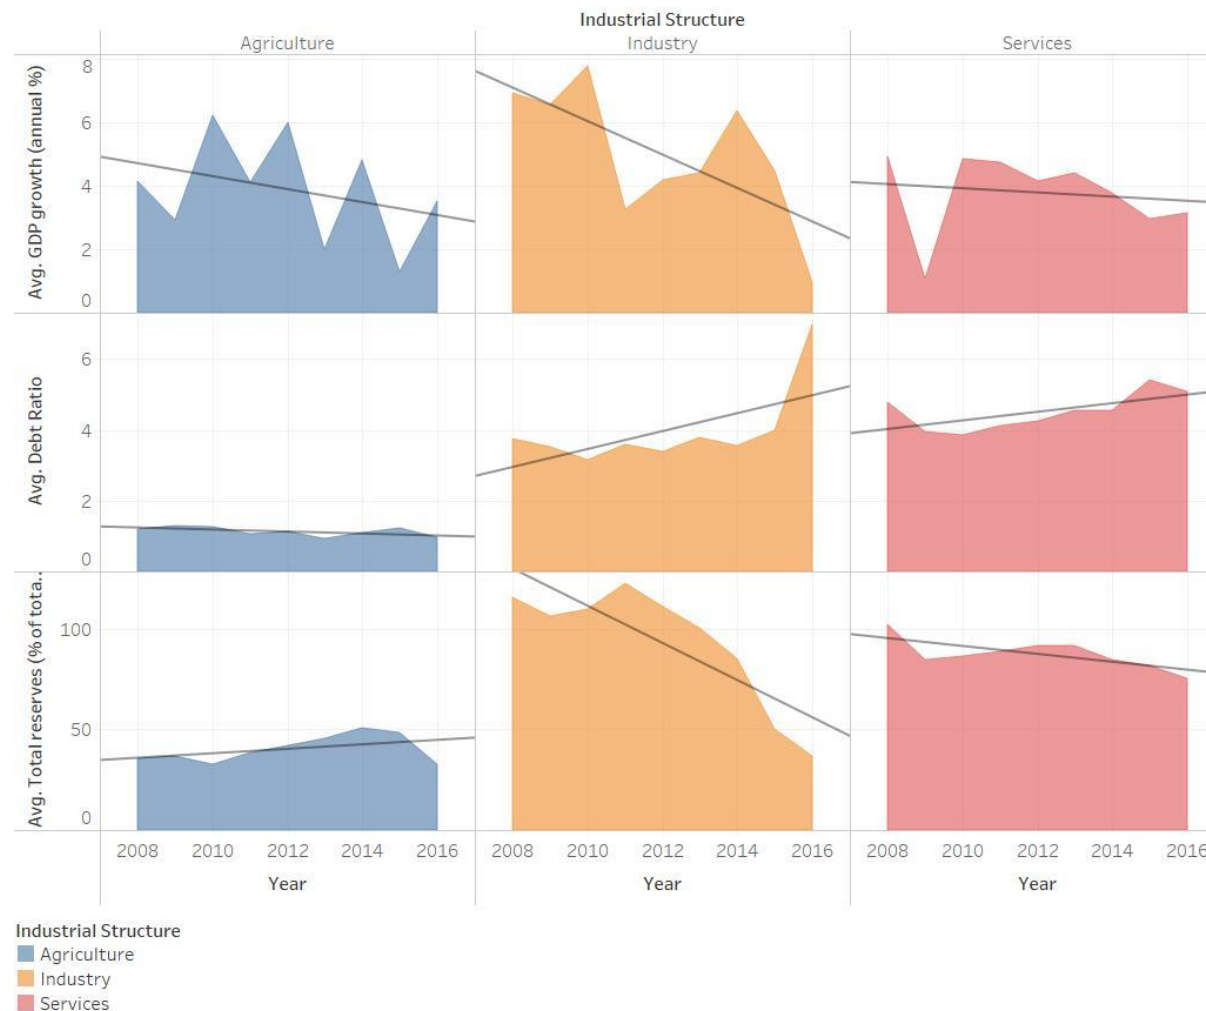 Industrial Structure
Agriculture Industry Services
Avg. GDP growth (annual %)
8
6
4
2
0
Avg. Debt Ratio
6
4
2
0
Avg. Total reserves (% of tota..
100
50
0
2008 2010 2012 2014 2016 2008 2010 2012 2014 2016 2008 2010 2012 2014 2016
Year Year Year
Industrial Structure
Agriculture
Industry
Services